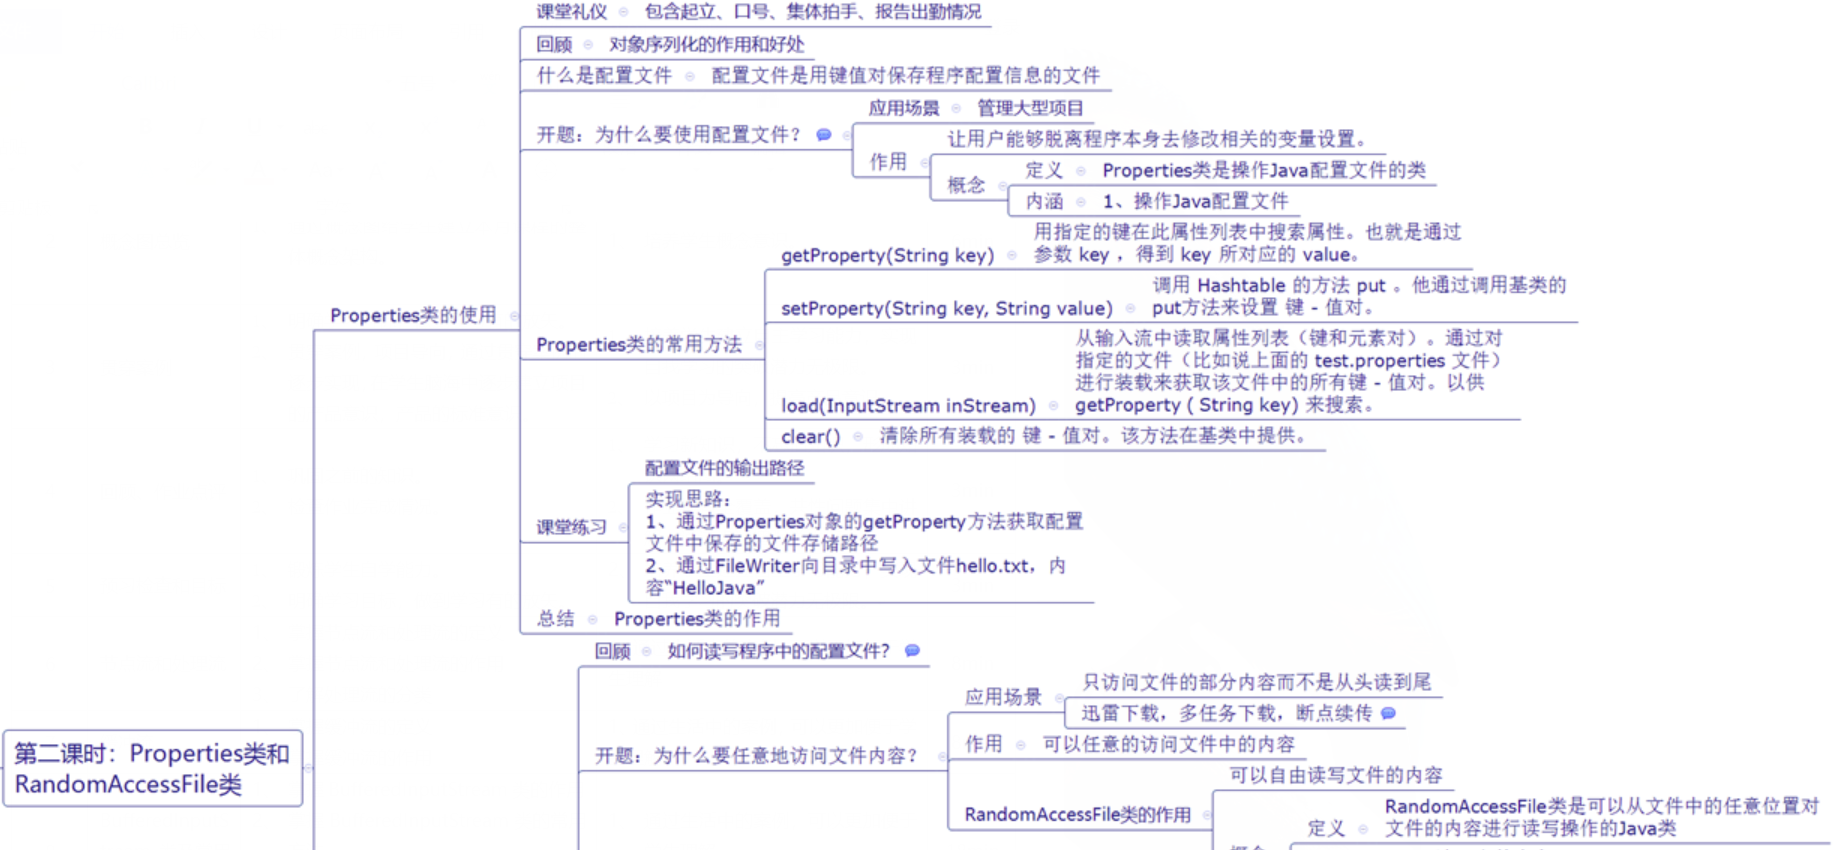 课堂礼仪 包含起立、口号、集体拍手、报告出勤情况
回顾 对象序列化的作用和好处
什么是配置文件 配置文件是用键值对保存程序配置信息的文件
应用场景 管理大型项目
开题：为什么要使用配置文件？
让用户能够脱离程序本身去修改相关的变量设置。
作用
定义 Properties类是操作Java配置文件的类
概念
内涵 1、操作Java配置文件
用指定的键在此属性列表中搜索属性。也就是通过
getProperty(String key) 参数 key ，得到 key 所对应的 value。
调用 Hashtable 的方法 put 。他通过调用基类的
setProperty(String key, String value) put方法来设置 键 - 值对。
Properties类的使用
从输入流中读取属性列表（键和元素对）。通过对
Properties类的常用方法
指定的文件（比如说上面的 test.properties 文件）
进行装载来获取该文件中的所有键 - 值对。以供
load(InputStream inStream) getProperty ( String key) 来搜索。
clear() 清除所有装载的 键 - 值对。该方法在基类中提供。
配置文件的输出路径
实现思路：
1、通过Properties对象的getProperty方法获取配置
课堂练习
文件中保存的文件存储路径
2、通过FileWriter向目录中写入文件hello.txt，内
容“HelloJava”
总结 Properties类的作用
回顾 如何读写程序中的配置文件？
只访问文件的部分内容而不是从头读到尾
应用场景
迅雷下载，多任务下载，断点续传
作用 可以任意的访问文件中的内容
开题：为什么要任意地访问文件内容？
第二课时：Properties类和
RandomAccessFile类
可以自由读写文件的内容
RandomAccessFile类的作用
RandomAccessFile类是可以从文件中的任意位置对
定义 文件的内容进行读写操作的Java类